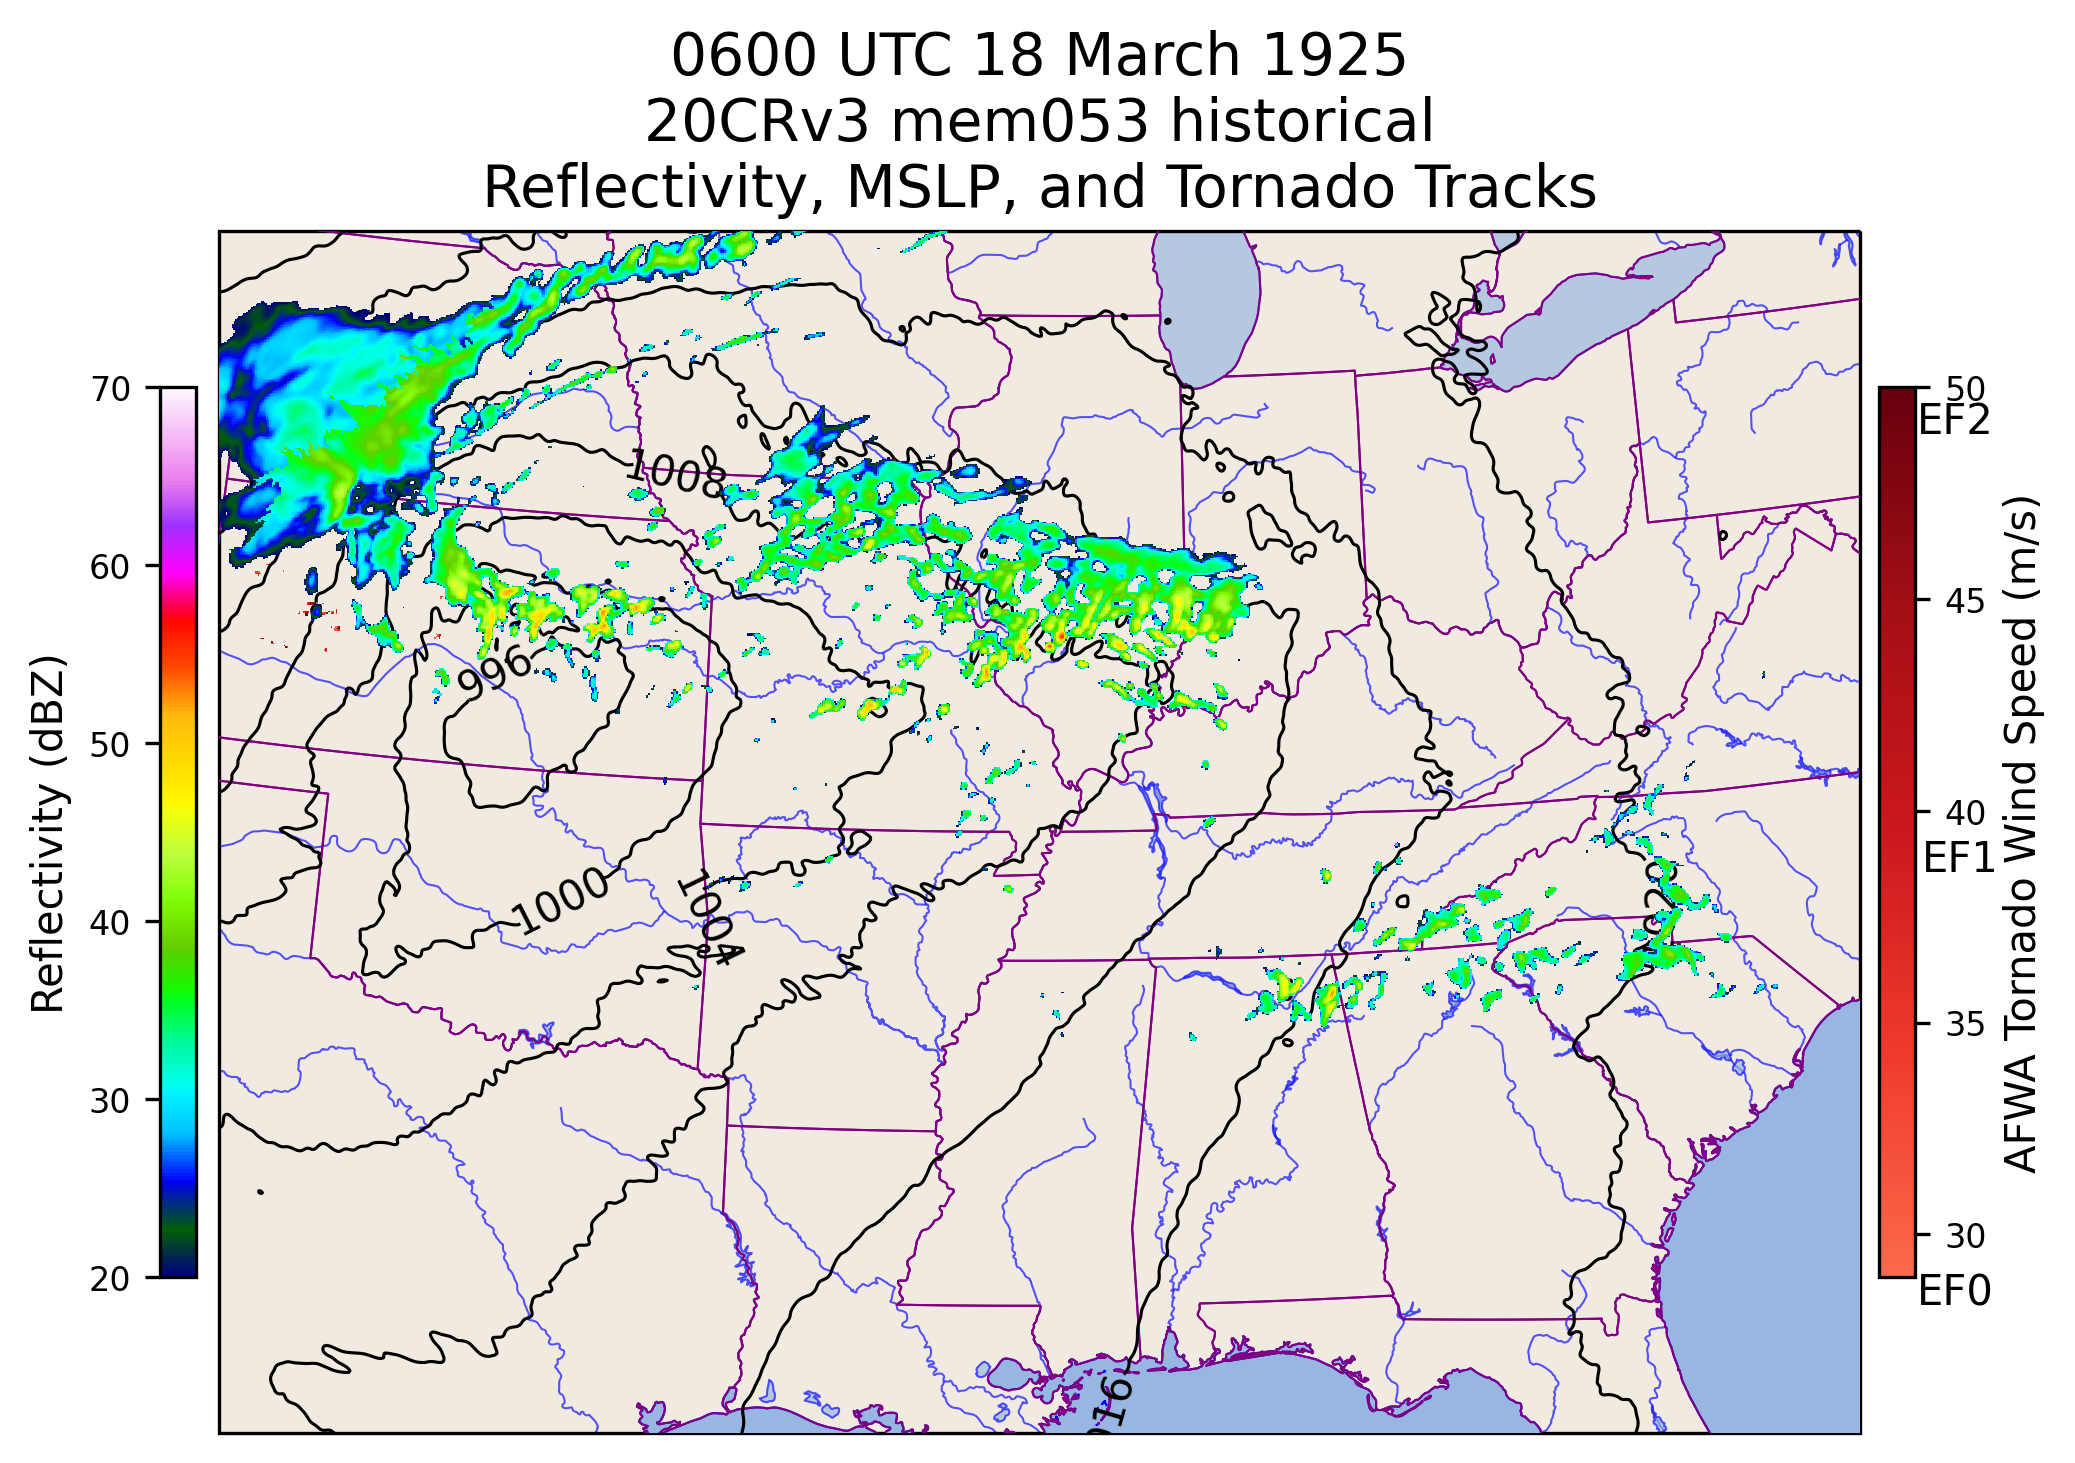 0600 UTC 18 March 1925
20CRv3 mem053 historical
Reflectivity, MSLP, and Tornado Tracks
Reflectivity (dBZ)
70
60
50
40
30
20
1008
996
1000
1004
AFWA Tornado Wind Speed (m/s)
50
EF2
45
40
EF1
35
30
EF0